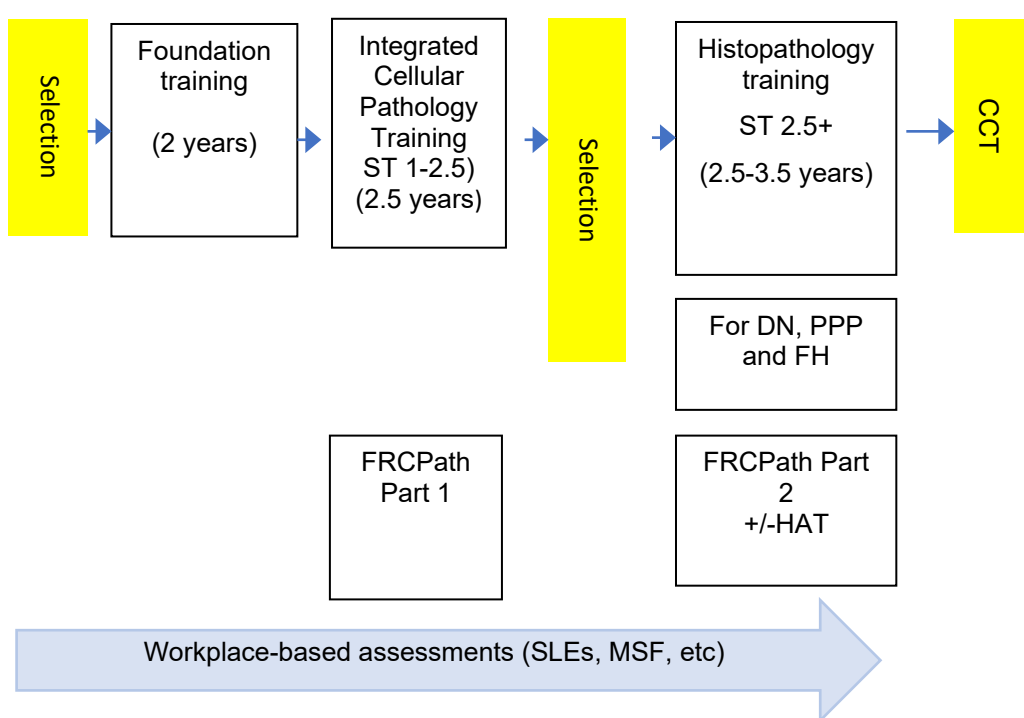 Selection
Foundation
training
(2 years)
Integrated
Cellular
Pathology
Training
ST 1-2.5)
(2.5 years)
Selection
Histopathology
training
ST 2.5+
(2.5-3.5 years)
CCT
For DN, PPP
and FH
FRCPath
Part 1
FRCPath Part
2
+/-HAT
Workplace-based assessments (SLEs, MSF, etc)